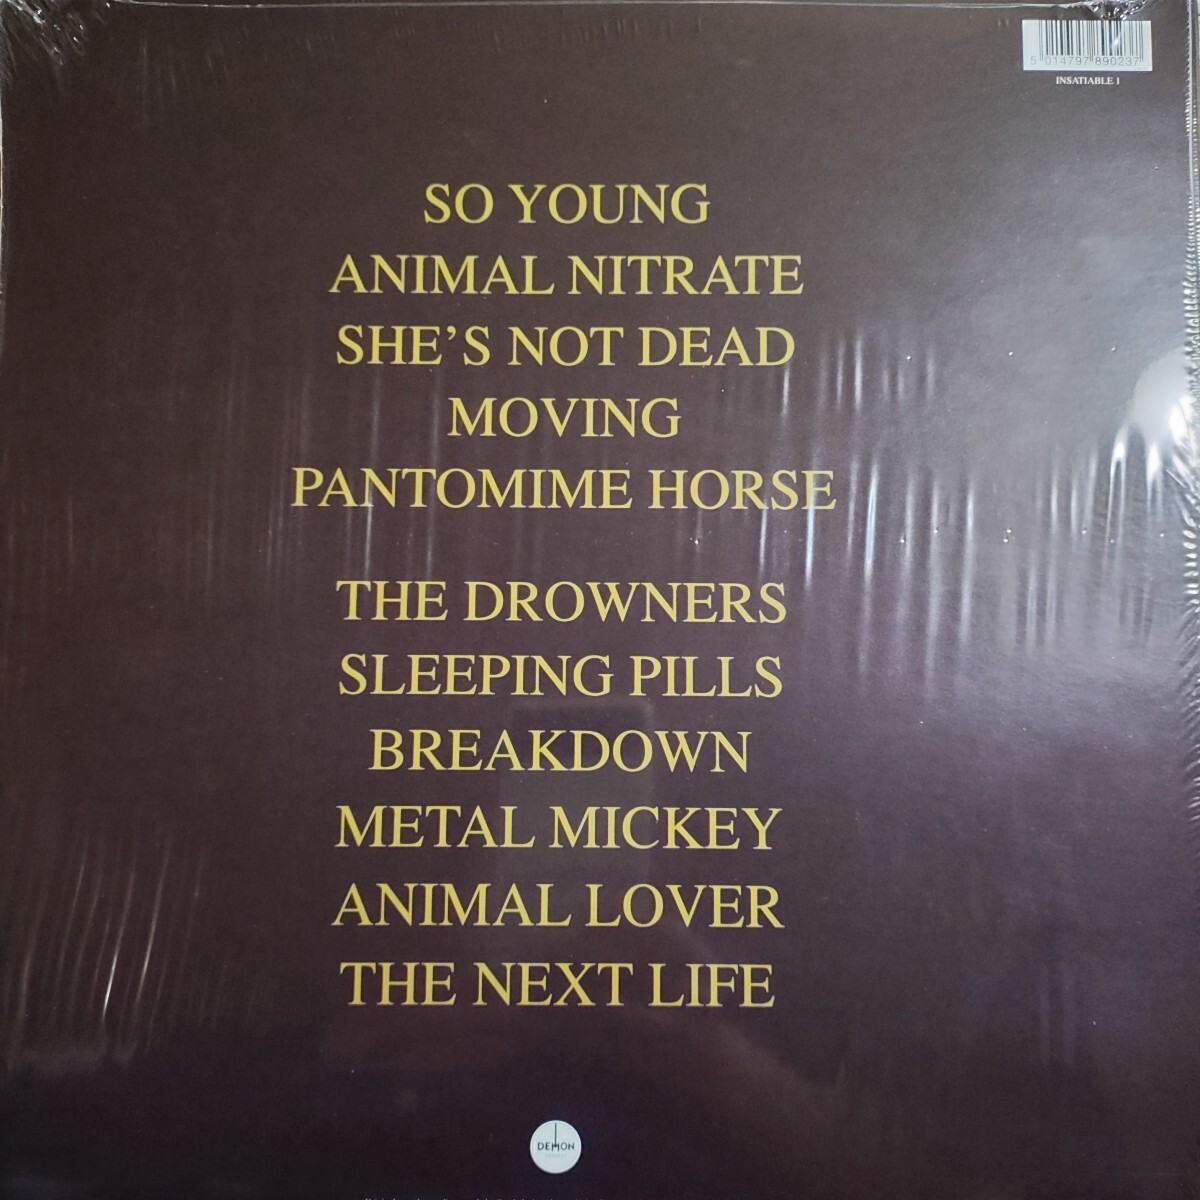 5 014797 890237
INSATIABLE 1
SO YOUNG
ANIMAL NITRATE
SHE'S NOT DEAD
MOVING
PANTOMIME HORSE
THE DROWNERS
SLEEPING PILLS
BREAKDOWN
METAL MICKEY
ANIMAL LOVER
THE NEXT LIFE
DEMON